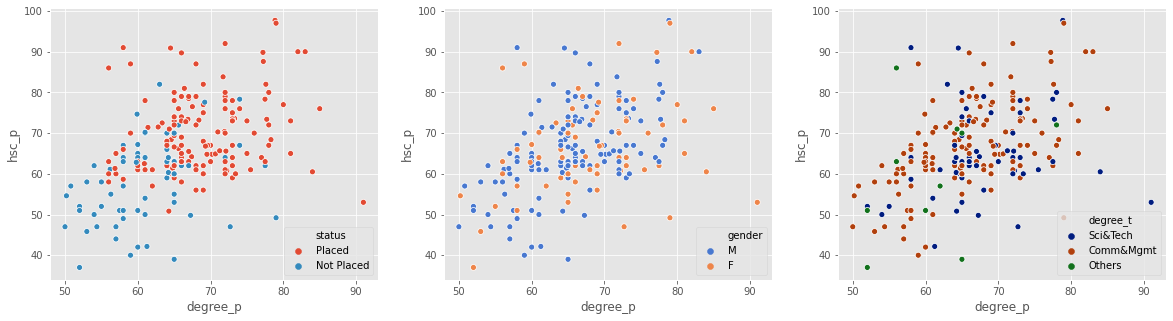 100
90
80
70
60
50
40
hsc_p
50 60 70 80 90
degree_p
status
Placed
Not Placed
100
90
80
70
60
50
40
hsc_p
50 60 70 80 90
degree_p
gender
M
F
100
90
80
70
60
50
40
hsc_p
50 60 70 80 90
degree_p
degree_t
Sci&Tech
Comm&Mgmt
Others